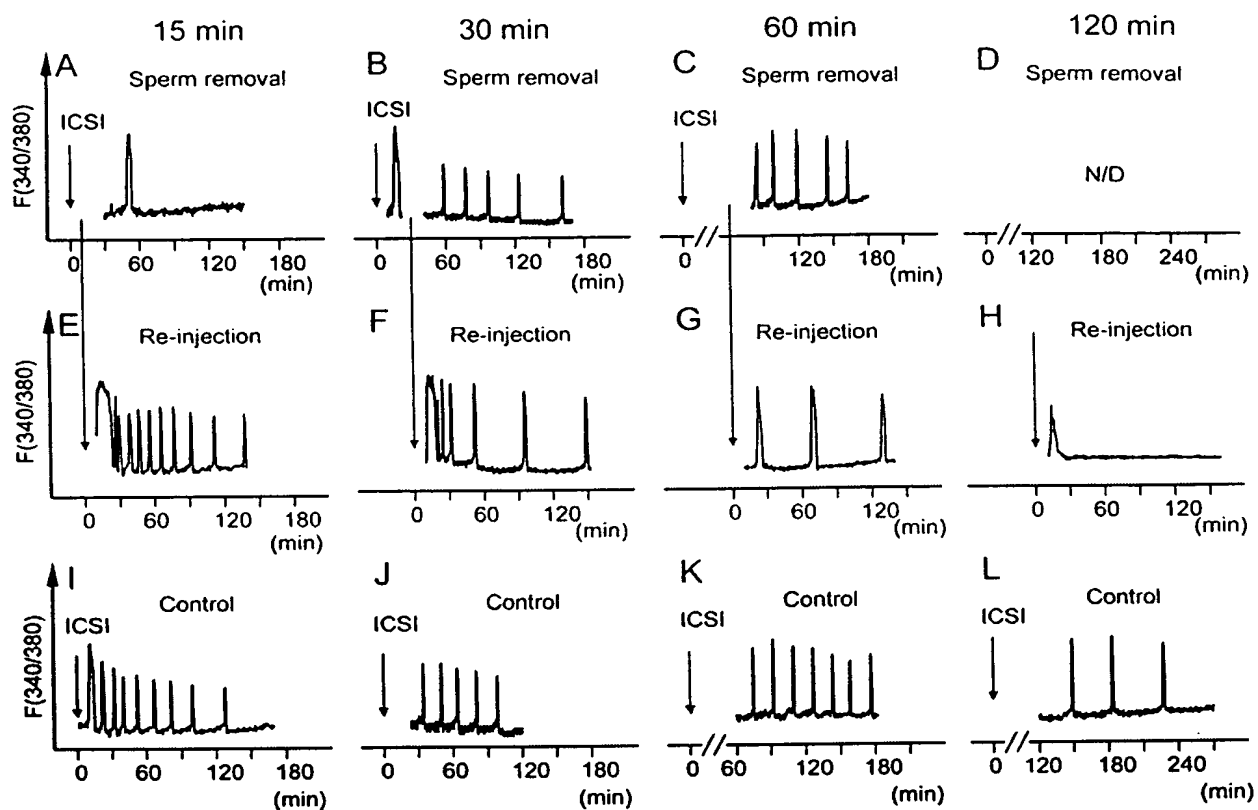 15 min 30 min 60 min 120 min
A B C D
Sperm removal Sperm removal Sperm removal Sperm removal
ICSI ICSI ICSI
F(340/380)
N/D
0 60 120 180 0 60 120 180 0 120 180 0 120 180 240
(min) (min) (min) (min)
E F G H
Re-injection Re-injection Re-injection Re-injection
F(340/380)
0 60 120 180 0 60 120 180 0 60 120 0 60 120
(min) (min) (min) (min)
I J K L
Control Control Control Control
ICSI ICSI ICSI ICSI
F(340/380)
0 60 120 180 0 60 120 180 0 60 120 180 0 120 180 240
(min) (min) (min) (min)